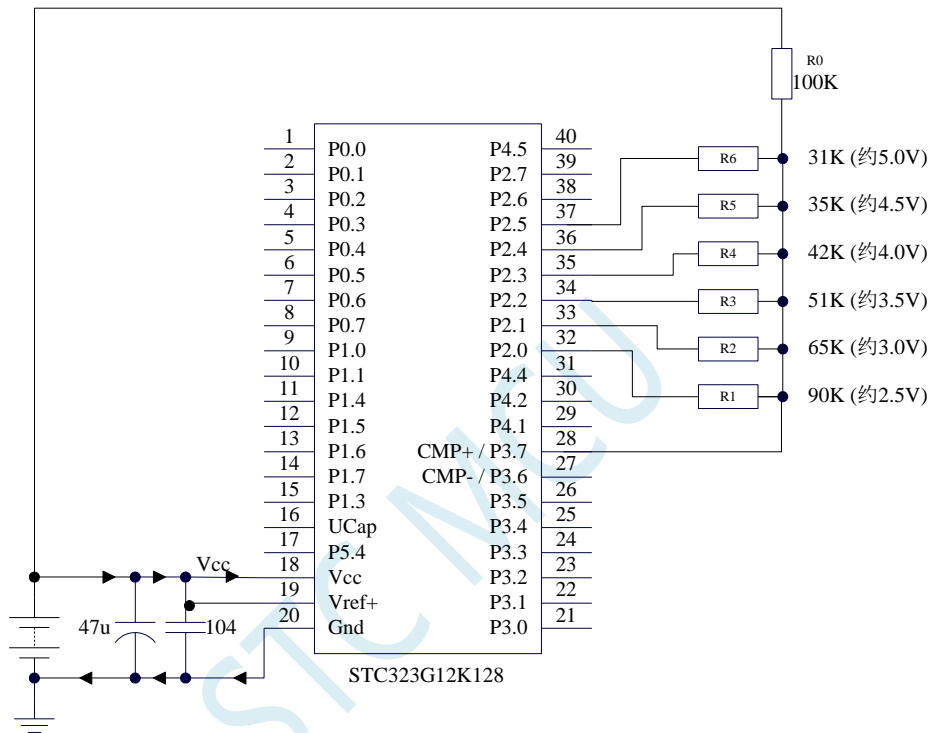 R0
100K
1 P0.0 P4.5 40
2 P0.1 P2.7 39
3 P0.2 P2.6 38
4 P0.3 P2.5 37
5 P0.4 P2.4 36
6 P0.5 P2.3 35
7 P0.6 P2.2 34
8 P0.7 P2.1 33
9 P1.0 P2.0 32
10 P1.1 P4.4 31
11 P1.4 P4.2 30
12 P1.5 P4.1 29
13 P1.6 CMP+ / P3.7 28
14 P1.7 CMP- / P3.6 27
15 P1.3 P3.5 26
16 UCap P3.4 25
17 P5.4 P3.3 24
18 Vcc P3.2 23
19 Vref+ P3.1 22
20 Gnd P3.0 21
R6 31K (约5.0V)
R5 35K (约4.5V)
R4 42K (约4.0V)
R3 51K (约3.5V)
R2 65K (约3.0V)
R1 90K (约2.5V)
Vcc
47u 104
STC323G12K128
STC MCU